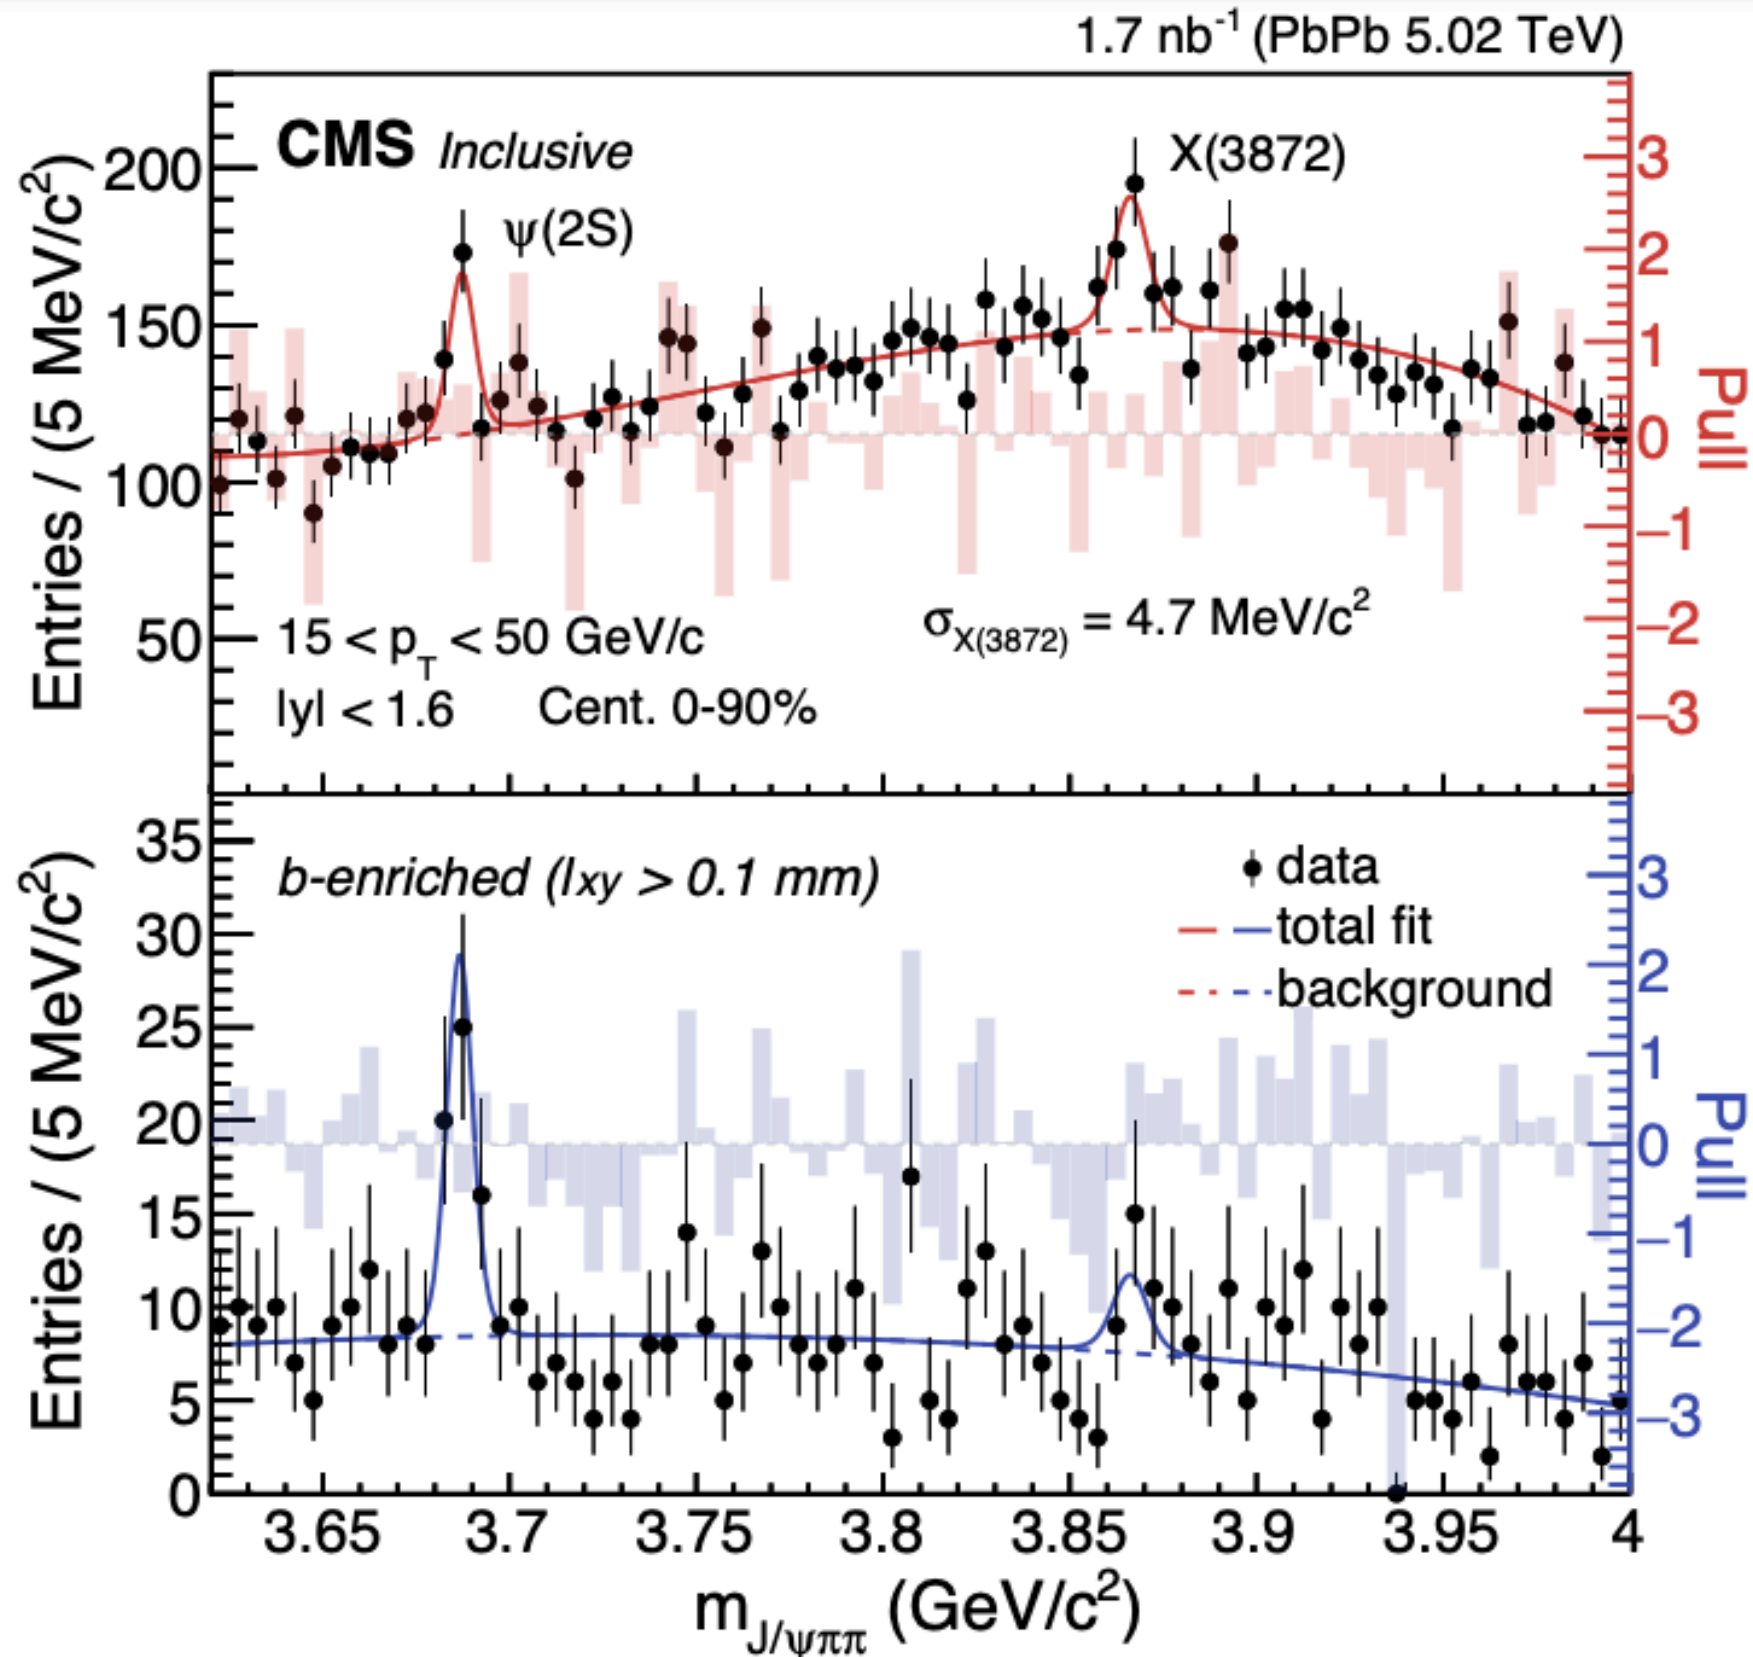 1.7 nb⁻¹ (PbPb 5.02 TeV)
CMS Inclusive
X(3872)
ψ(2S)
Entries / (5 MeV/c²)
200
150
100
50
3
2
1
0
−1
−2
−3
Pull
15 < p_T < 50 GeV/c
σ_X(3872) = 4.7 MeV/c²
|y| < 1.6 Cent. 0-90%
b-enriched (lxy > 0.1 mm)
data
total fit
background
Entries / (5 MeV/c²)
35
30
25
20
15
10
5
0
3
2
1
0
−1
−2
−3
Pull
3.65 3.7 3.75 3.8 3.85 3.9 3.95 4
m_J/ψππ (GeV/c²)